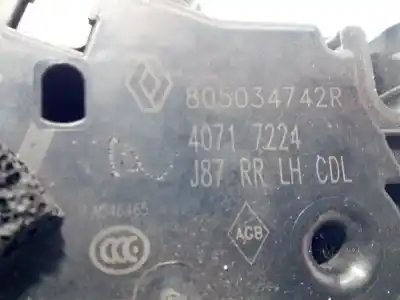 805034742R
4071 7224
J87 RR LH CDL
AGB
CCC